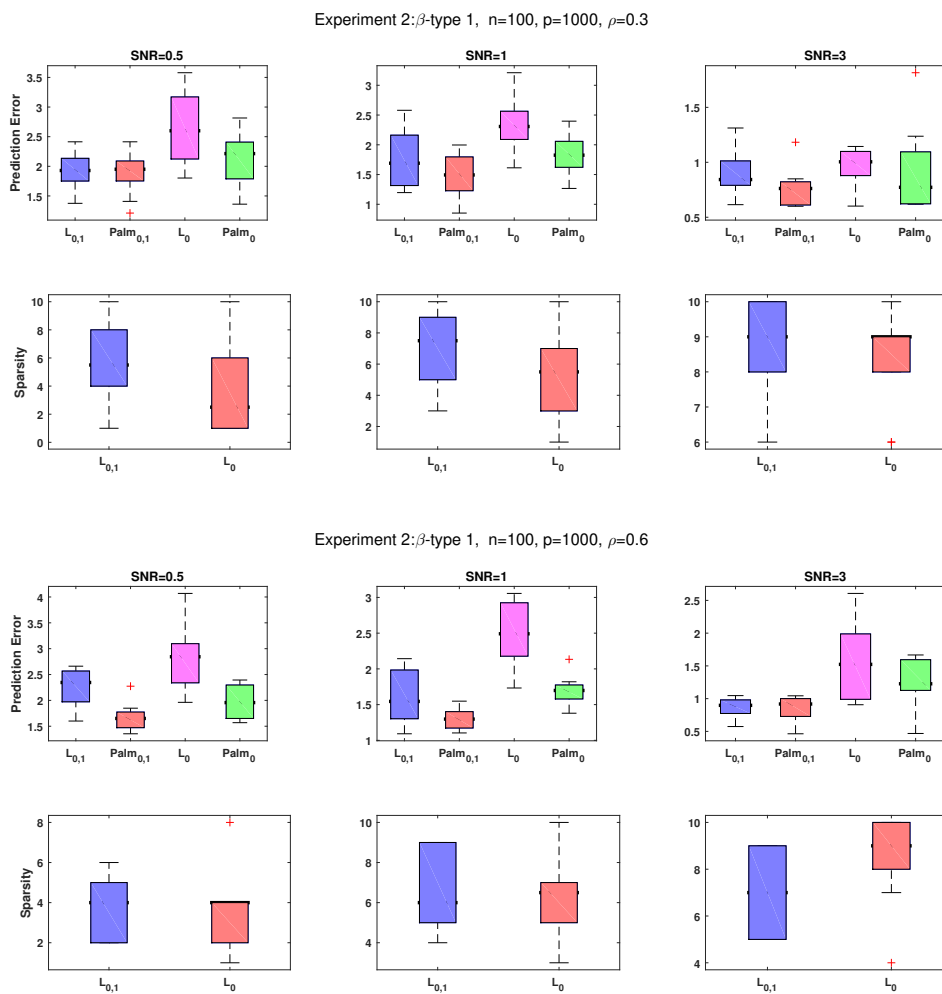 Experiment 2:β-type 1, n=100, p=1000, ρ=0.3
SNR=0.5
SNR=1
SNR=3
Prediction Error
3.5
3
2.5
2
1.5
L0,1 Palm0,1 L0 Palm0
3.5
3
2.5
2
1.5
1
L0,1 Palm0,1 L0 Palm0
1.5
1
0.5
L0,1 Palm0,1 L0 Palm0
Sparsity
10
8
6
4
2
0
L0,1 L0
10
8
6
4
2
L0,1 L0
10
9
8
7
6
L0,1 L0
Experiment 2:β-type 1, n=100, p=1000, ρ=0.6
SNR=0.5
SNR=1
SNR=3
Prediction Error
4
3.5
3
2.5
2
1.5
L0,1 Palm0,1 L0 Palm0
3
2.5
2
1.5
1
L0,1 Palm0,1 L0 Palm0
2.5
2
1.5
1
0.5
L0,1 Palm0,1 L0 Palm0
Sparsity
8
6
4
2
L0,1 L0
10
8
6
4
L0,1 L0
10
8
6
4
L0,1 L0